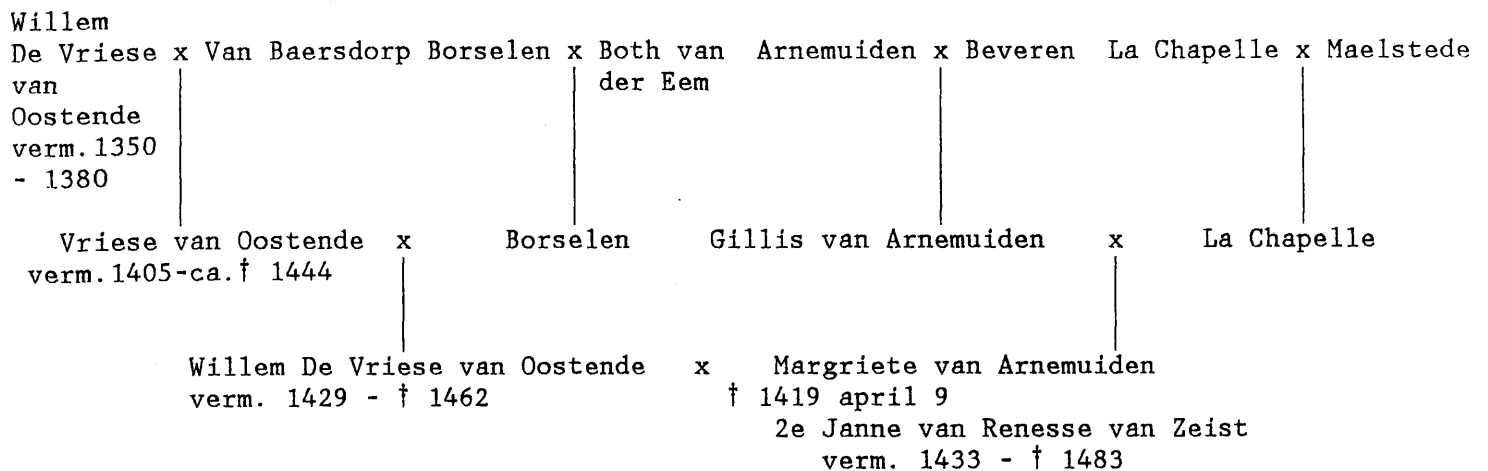 Willem
De Vriese x Van Baersdorp Borselen x Both van Arnemuiden x Beveren La Chapelle x Maelstede
van der Eem
Oostende
verm. 1350
- 1380
Vriese van Oostende x Borselen Gillis van Arnemuiden x La Chapelle
verm. 1405-ca. † 1444
Willem De Vriese van Oostende x Margriete van Arnemuiden
verm. 1429 - † 1462 † 1419 april 9
2e Janne van Renesse van Zeist
verm. 1433 - † 1483